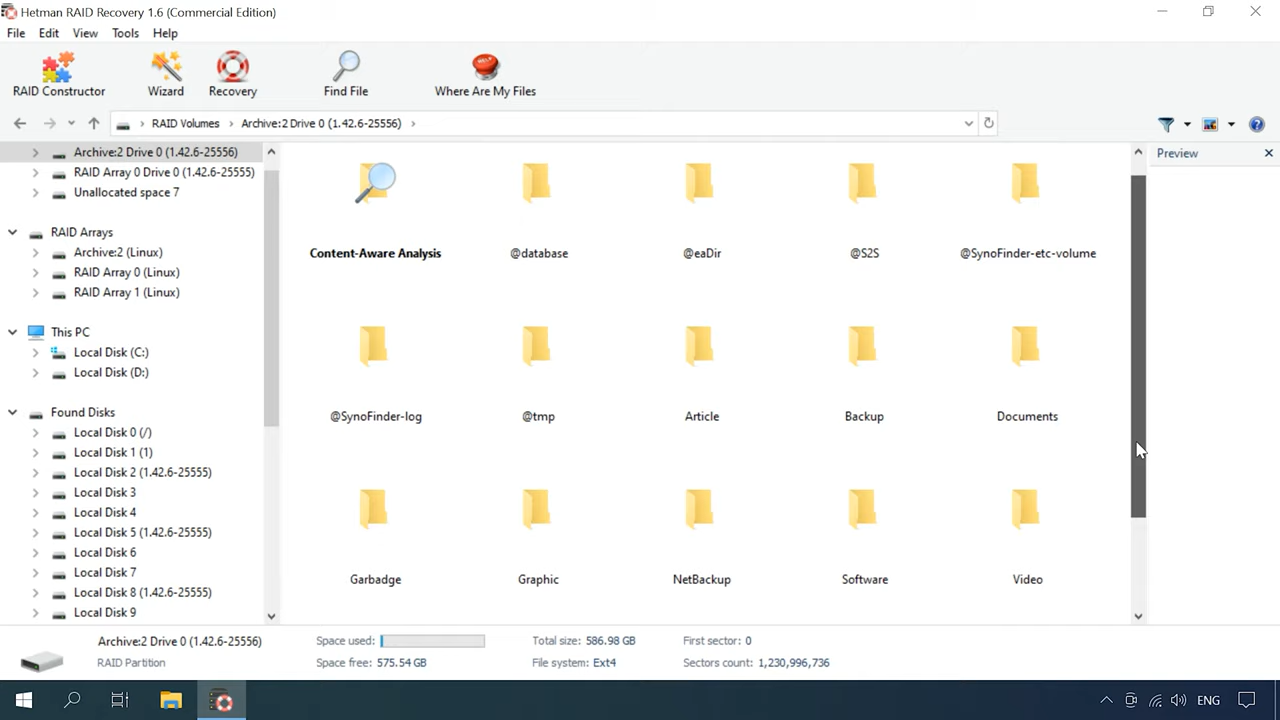 Hetman RAID Recovery 1.6 (Commercial Edition)
File Edit View Tools Help
RAID Constructor Wizard Recovery Find File Where Are My Files
RAID Volumes Archive:2 Drive 0 (1.42.6-25556)
Archive:2 Drive 0 (1.42.6-25556)
RAID Array 0 Drive 0 (1.42.6-25555)
Unallocated space 7
RAID Arrays
Archive:2 (Linux)
RAID Array 0 (Linux)
RAID Array 1 (Linux)
This PC
Local Disk (C:)
Local Disk (D:)
Found Disks
Local Disk 0 (/)
Local Disk 1 (1)
Local Disk 2 (1.42.6-25555)
Local Disk 3
Local Disk 4
Local Disk 5 (1.42.6-25555)
Local Disk 6
Local Disk 7
Local Disk 8 (1.42.6-25555)
Local Disk 9
Content-Aware Analysis @database @eaDir @S2S @SynoFinder-etc-volume
@SynoFinder-log @tmp Article Backup Documents
Garbadge Graphic NetBackup Software Video
Preview
HELP
Archive:2 Drive 0 (1.42.6-25556) Space used: Total size: 586.98 GB First sector: 0
RAID Partition Space free: 575.54 GB File system: Ext4 Sectors count: 1,230,996,736
ENG